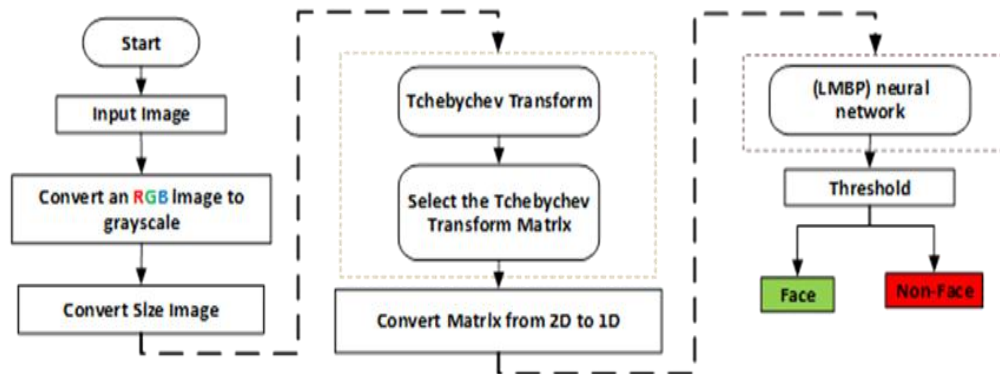 Start
Input Image
Convert an RGB Image to
grayscale
Convert Size Image
Tchebychev Transform
Select the Tchebychev
Transform Matrix
Convert Matrix from 2D to 1D
(LMBP) neural
network
Threshold
Face
Non-Face